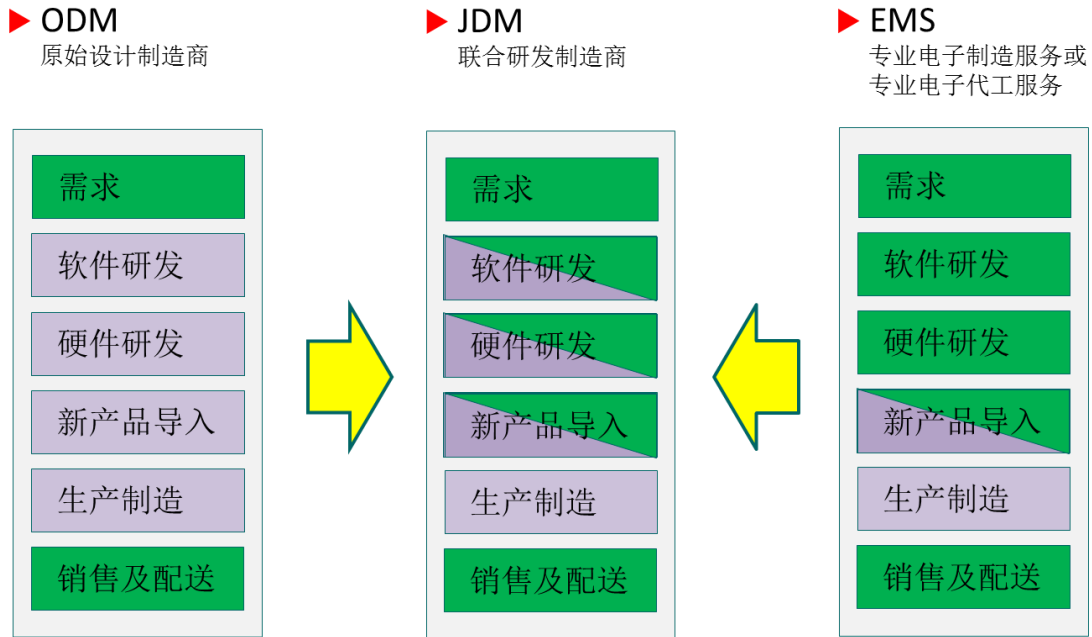 ODM
原始设计制造商
需求
软件研发
硬件研发
新产品导入
生产制造
销售及配送
JDM
联合研发制造商
需求
软件研发
硬件研发
新产品导入
生产制造
销售及配送
EMS
专业电子制造服务或
专业电子代工服务
需求
软件研发
硬件研发
新产品导入
生产制造
销售及配送